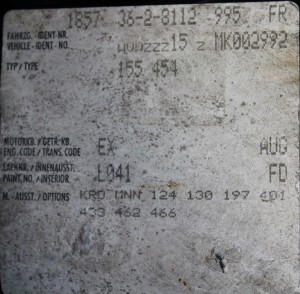 1857 36-2-8112 995 FR
FAHRZG.-IDENT-NR.
VEHICLE-IDENT-NO. WVWZZZ15 Z MK002992
TYP / TYPE 155 454
MOTORKB. / GETR.KB.
ENG.CODE / TRANS. CODE EX AUG
LACKNR. / INNENAUSST.
PAINT.NO. / INTERIOR L041 FD
M.-AUSST. / OPTIONS KRD MNN 124 130 197 401
433 462 466